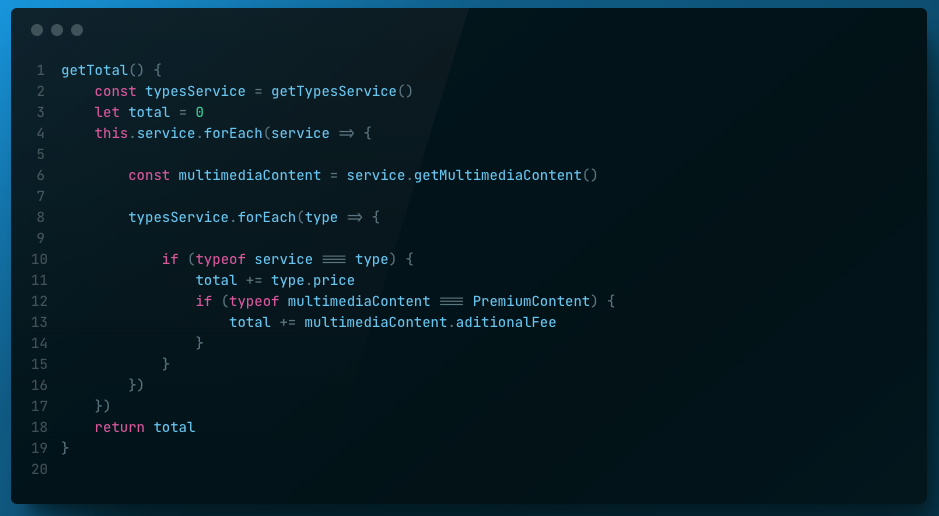 1 getTotal() {
2 const typesService = getTypesService()
3 let total = 0
4 this.service.forEach(service => {
5
6 const multimediaContent = service.getMultimediaContent()
7
8 typesService.forEach(type => {
9
10 if (typeof service === type) {
11 total += type.price
12 if (typeof multimediaContent === PremiumContent) {
13 total += multimediaContent.aditionalFee
14 }
15 }
16 })
17 })
18 return total
19 }
20